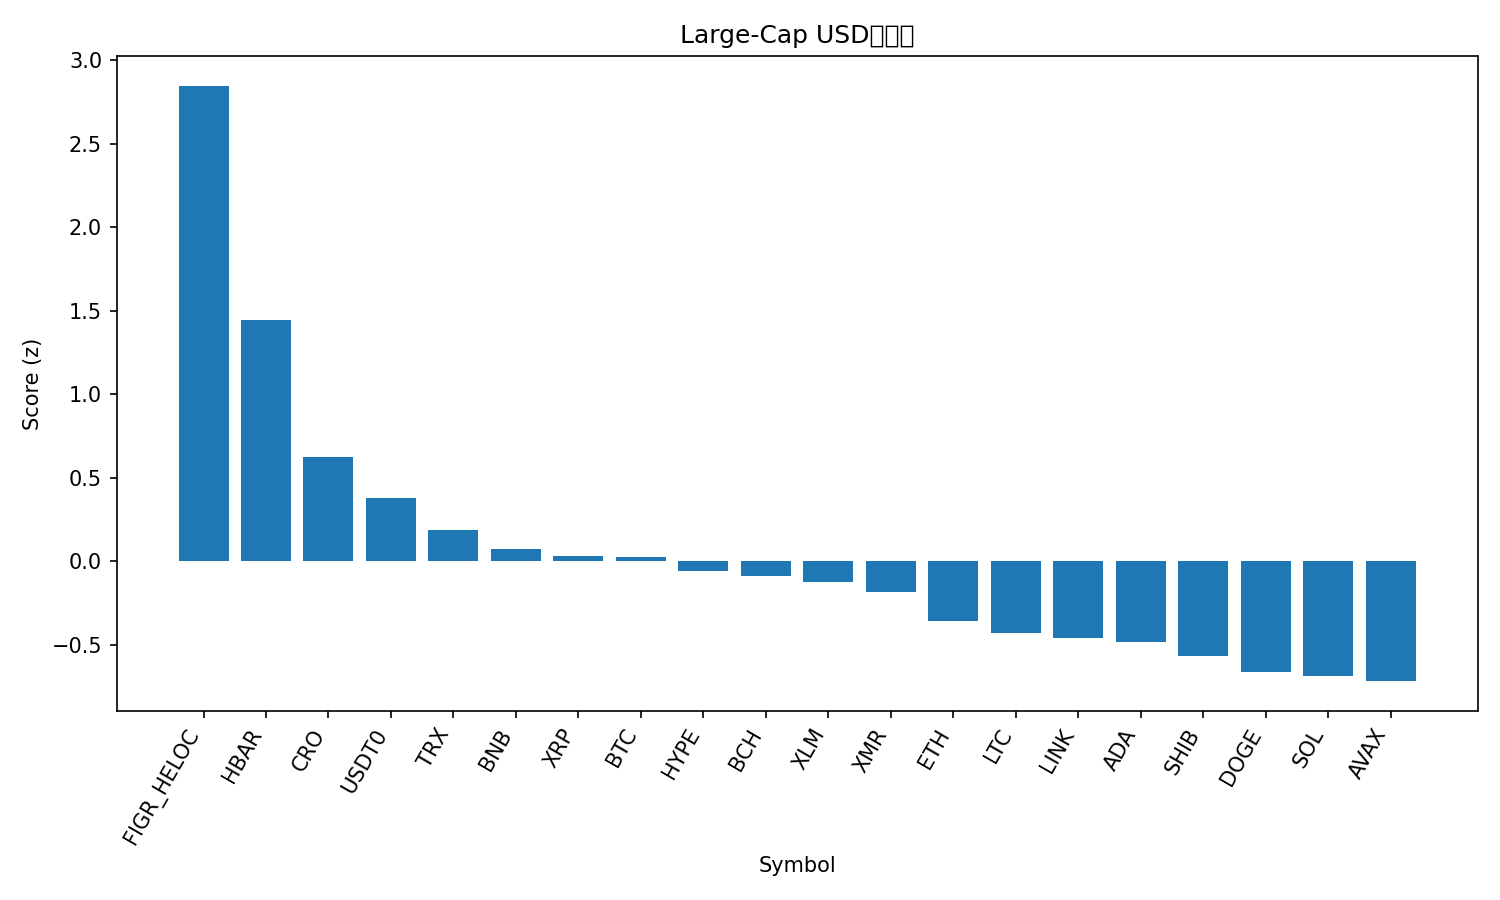 Large-Cap USD
3.0
2.5
2.0
1.5
1.0
0.5
0.0
−0.5
Score (z)
FIGR_HELOC
HBAR
CRO
USDT0
TRX
BNB
XRP
BTC
HYPE
BCH
XLM
XMR
ETH
LTC
LINK
ADA
SHIB
DOGE
SOL
AVAX
Symbol